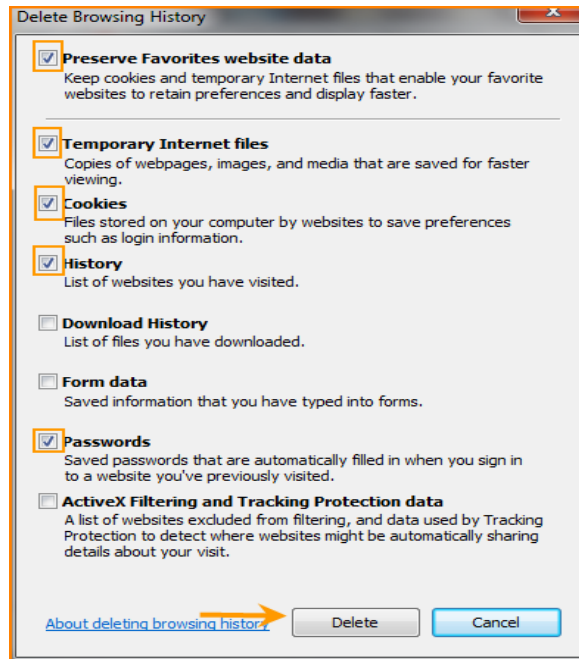 Delete Browsing History
Preserve Favorites website data
Keep cookies and temporary Internet files that enable your favorite
websites to retain preferences and display faster.
Temporary Internet files
Copies of webpages, images, and media that are saved for faster
viewing.
Cookies
Files stored on your computer by websites to save preferences
such as login information.
History
List of websites you have visited.
Download History
List of files you have downloaded.
Form data
Saved information that you have typed into forms.
Passwords
Saved passwords that are automatically filled in when you sign in
to a website you've previously visited.
ActiveX Filtering and Tracking Protection data
A list of websites excluded from filtering, and data used by Tracking
Protection to detect where websites might be automatically sharing
details about your visit.
About deleting browsing history
Delete
Cancel